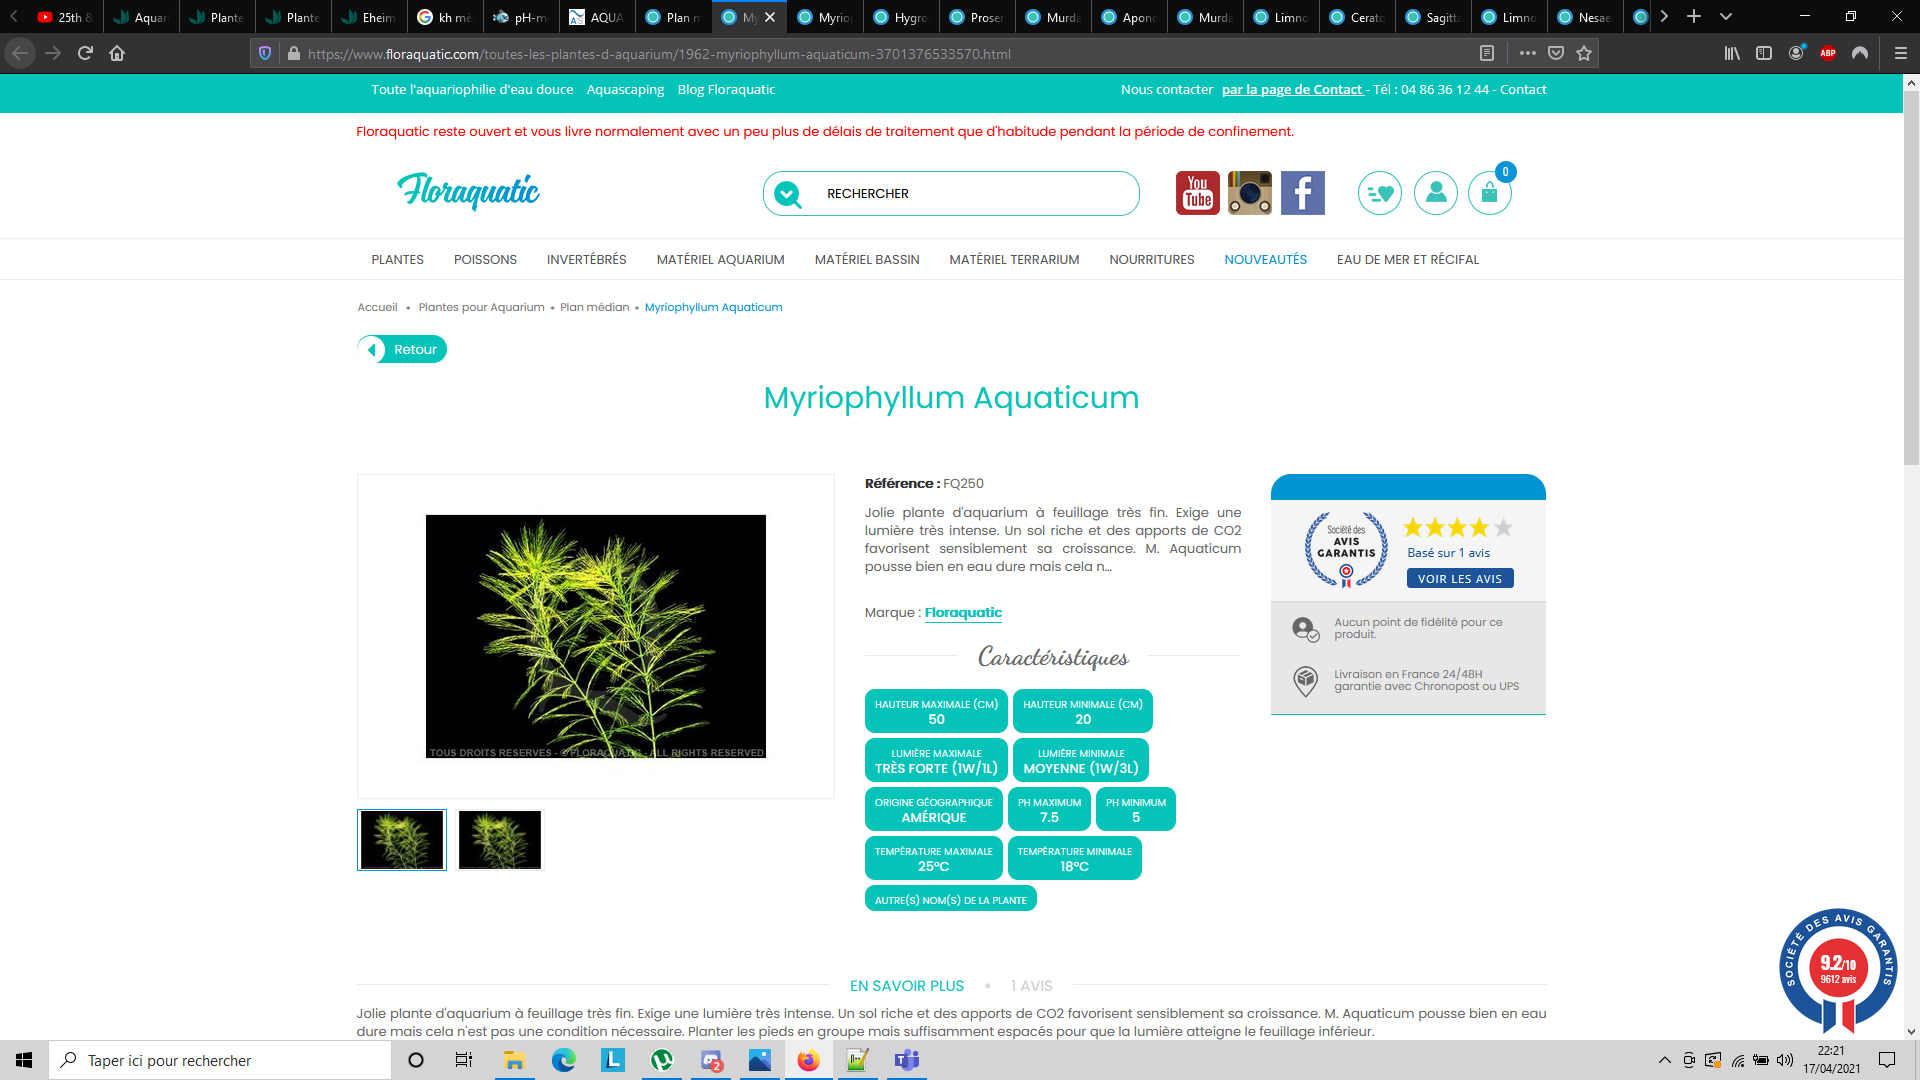 25th &
Aquar
Plante
Plante
Eheim
kh mè
pH-m
AQUA
Plan m
My
Myriop
Hygro
Proser
Murda
Apono
Murda
Limno
Cerato
Sagitta
Limno
Nesae
https://www.floraquatic.com/toutes-les-plantes-d-aquarium/1962-myriophyllum-aquaticum-3701376533570.html
ABP
Toute l'aquariophilie d'eau douce Aquascaping Blog Floraquatic
Nous contacter par la page de Contact - Tél : 04 86 36 12 44 - Contact
Floraquatic reste ouvert et vous livre normalement avec un peu plus de délais de traitement que d'habitude pendant la période de confinement.
Floraquatic
RECHERCHER
You Tube
0
PLANTES POISSONS INVERTÉBRÉS MATÉRIEL AQUARIUM MATÉRIEL BASSIN MATÉRIEL TERRARIUM NOURRITURES NOUVEAUTÉS EAU DE MER ET RÉCIFAL
Accueil • Plantes pour Aquarium • Plan médian • Myriophyllum Aquaticum
Retour
Myriophyllum Aquaticum
TOUS DROITS RESERVES - © FLORAQUATIC - ALL RIGHTS RESERVED
Référence : FQ250
Jolie plante d'aquarium à feuillage très fin. Exige une
lumière très intense. Un sol riche et des apports de CO2
favorisent sensiblement sa croissance. M. Aquaticum
pousse bien en eau dure mais cela n...
Marque : Floraquatic
Caractéristiques
HAUTEUR MAXIMALE (CM)
50
HAUTEUR MINIMALE (CM)
20
LUMIÈRE MAXIMALE
TRÈS FORTE (1W/1L)
LUMIÈRE MINIMALE
MOYENNE (1W/3L)
ORIGINE GÉOGRAPHIQUE
AMÉRIQUE
PH MAXIMUM
7.5
PH MINIMUM
5
TEMPÉRATURE MAXIMALE
25°C
TEMPÉRATURE MINIMALE
18°C
AUTRE(S) NOM(S) DE LA PLANTE
Société des
AVIS
GARANTIS
Basé sur 1 avis
VOIR LES AVIS
Aucun point de fidélité pour ce
produit.
Livraison en France 24/48H
garantie avec Chronopost ou UPS
EN SAVOIR PLUS • 1 AVIS
Jolie plante d'aquarium à feuillage très fin. Exige une lumière très intense. Un sol riche et des apports de CO2 favorisent sensiblement sa croissance. M. Aquaticum pousse bien en eau
dure mais cela n'est pas une condition nécessaire. Planter les pieds en groupe mais suffisamment espacés pour que la lumière atteigne le feuillage inférieur.
SOCIÉTÉ DES AVIS GARANTIS
9.2/10
9612 avis
Taper ici pour rechercher
L
2
22:21
17/04/2021